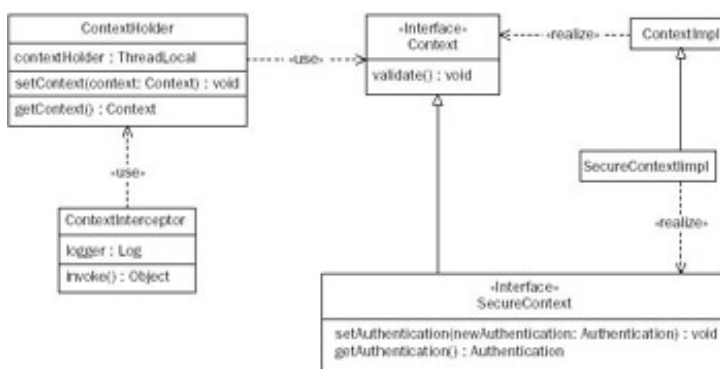 ContextHolder
contextHolder : ThreadLocal
setContext(context: Context) : void
getContext() : Context
«use»
«Interface»
Context
validate() : void
«realize»
ContextImpl
SecureContextImpl
«realize»
«use»
ContextInterceptor
logger : Log
invoke() : Object
«Interface»
SecureContext
setAuthentication(newAuthentication: Authentication) : void
getAuthentication() : Authentication